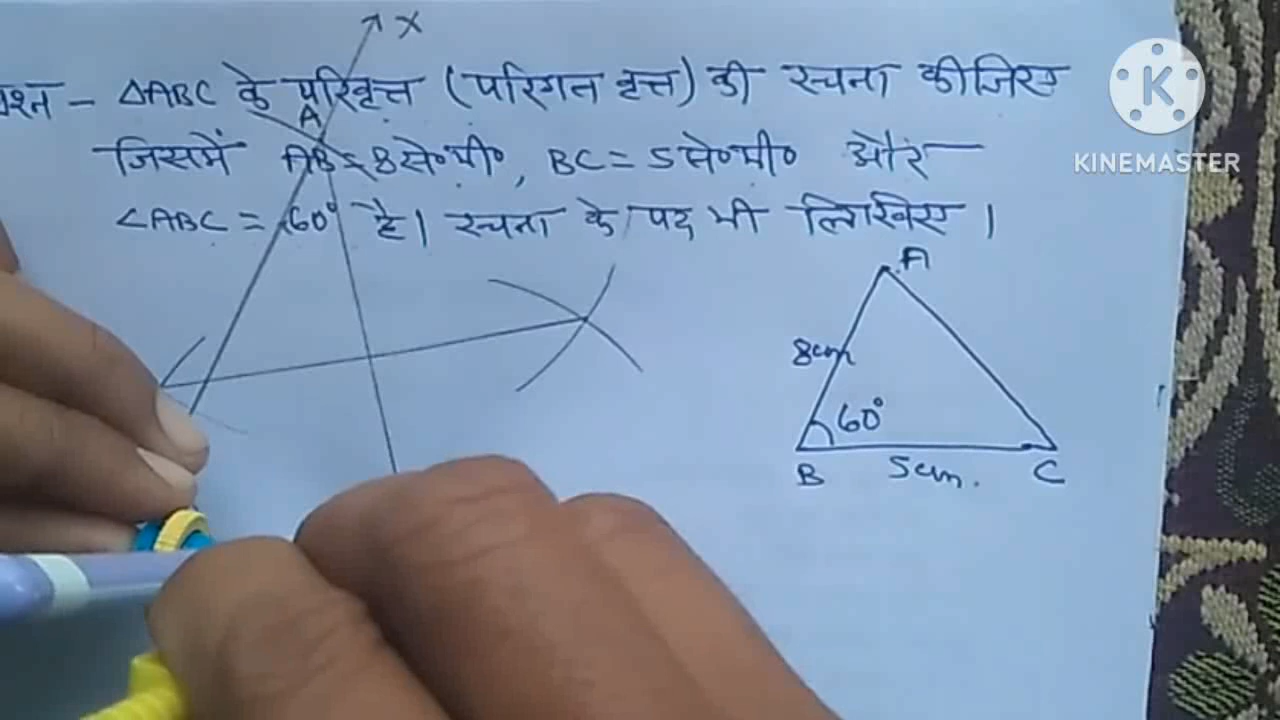 X
प्रश्न - △ABC के परिवृत्त (परिगत वृत्त) की रचना कीजिए
A
जिसमें AB = 8 से०मी०, BC = 5 से०मी० और
∠ABC = 60° है। रचना के पद भी लिखिए।
A
8cm
60°
B 5cm. C
K
KINEMASTER